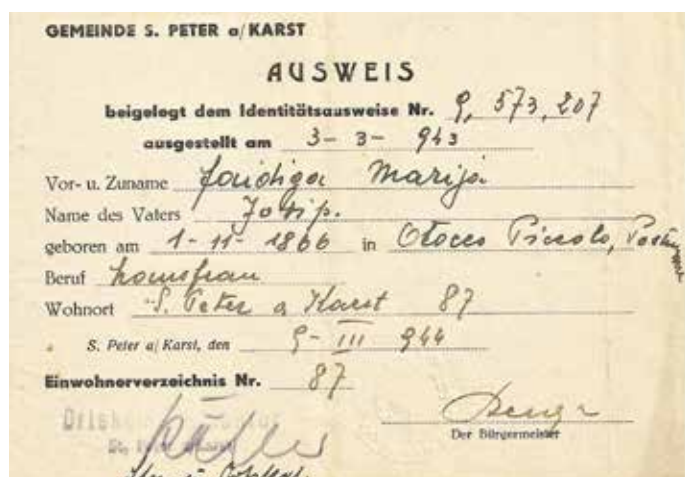 GEMEINDE S. PETER a/KARST
AUSWEIS
beigelegt dem Identitätsausweise Nr. 9,573,207
ausgestellt am 3-3-943
Vor- u. Zuname Faidiga Marija
Name des Vaters Josip.
geboren am 1-11-1866 in Otocco Piccolo,
Beruf Hausfrau
Wohnort S. Peter a Karst 87
S. Peter a/Karst, den 9-III 944
Einwohnerverzeichnis Nr. 87
Der Bürgermeister